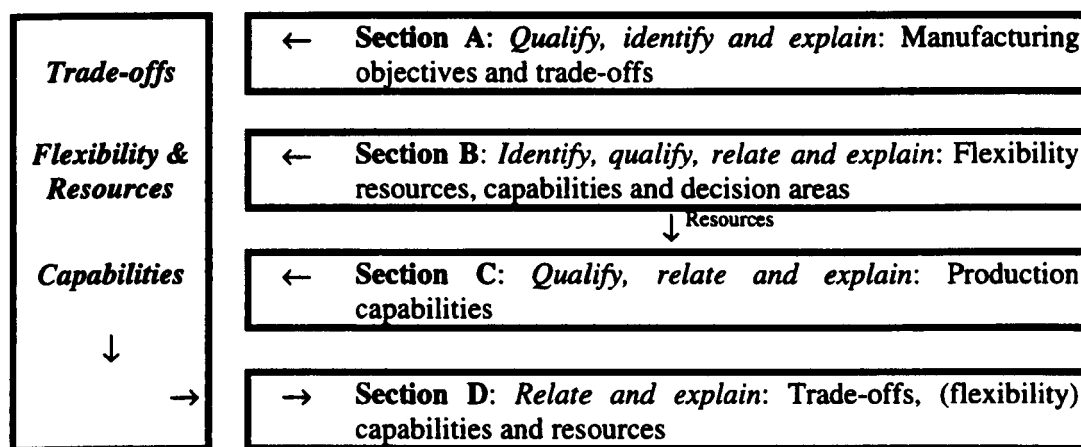 ← Section A: Qualify, identify and explain: Manufacturing
objectives and trade-offs
Trade-offs
← Section B: Identify, qualify, relate and explain: Flexibility
resources, capabilities and decision areas
Flexibility &
Resources
↓ Resources
← Section C: Qualify, relate and explain: Production
capabilities
Capabilities
↓
→
→ Section D: Relate and explain: Trade-offs, (flexibility)
capabilities and resources